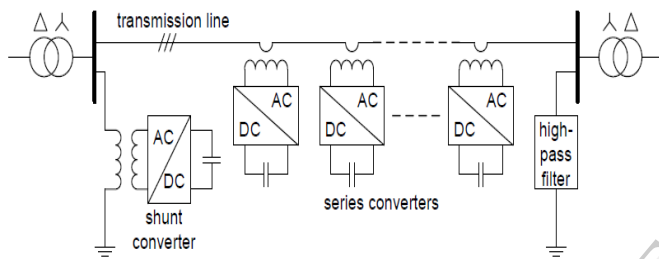 transmission line
AC
DC
AC
DC
AC
DC
AC
DC
high-
pass
filter
series converters
shunt
converter